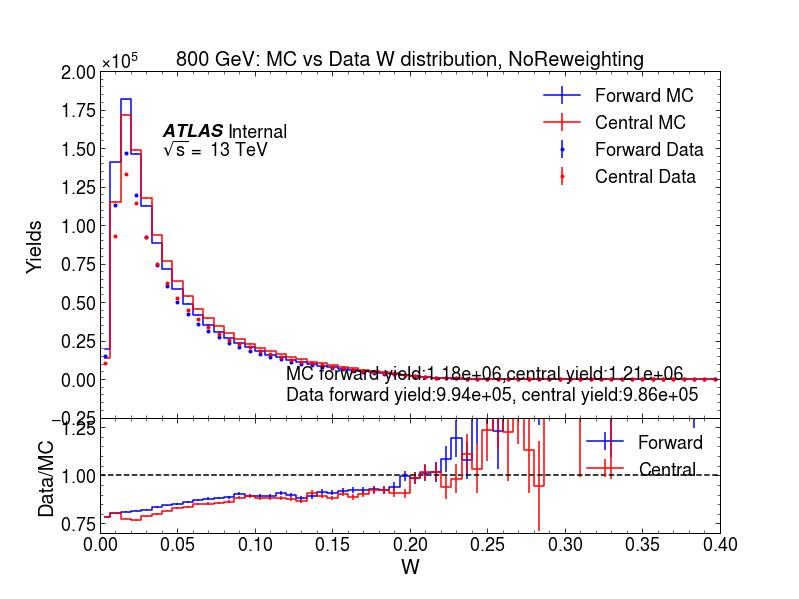 800 GeV: MC vs Data W distribution, NoReweighting
×10⁵
2.00
1.75
1.50
1.25
1.00
0.75
0.50
0.25
0.00
−0.25
Yields
ATLAS Internal
√s = 13 TeV
Forward MC
Central MC
Forward Data
Central Data
MC forward yield:1.18e+06,central yield:1.21e+06
Data forward yield:9.94e+05, central yield:9.86e+05
1.25
1.00
0.75
Data/MC
Forward
Central
0.00 0.05 0.10 0.15 0.20 0.25 0.30 0.35 0.40
W